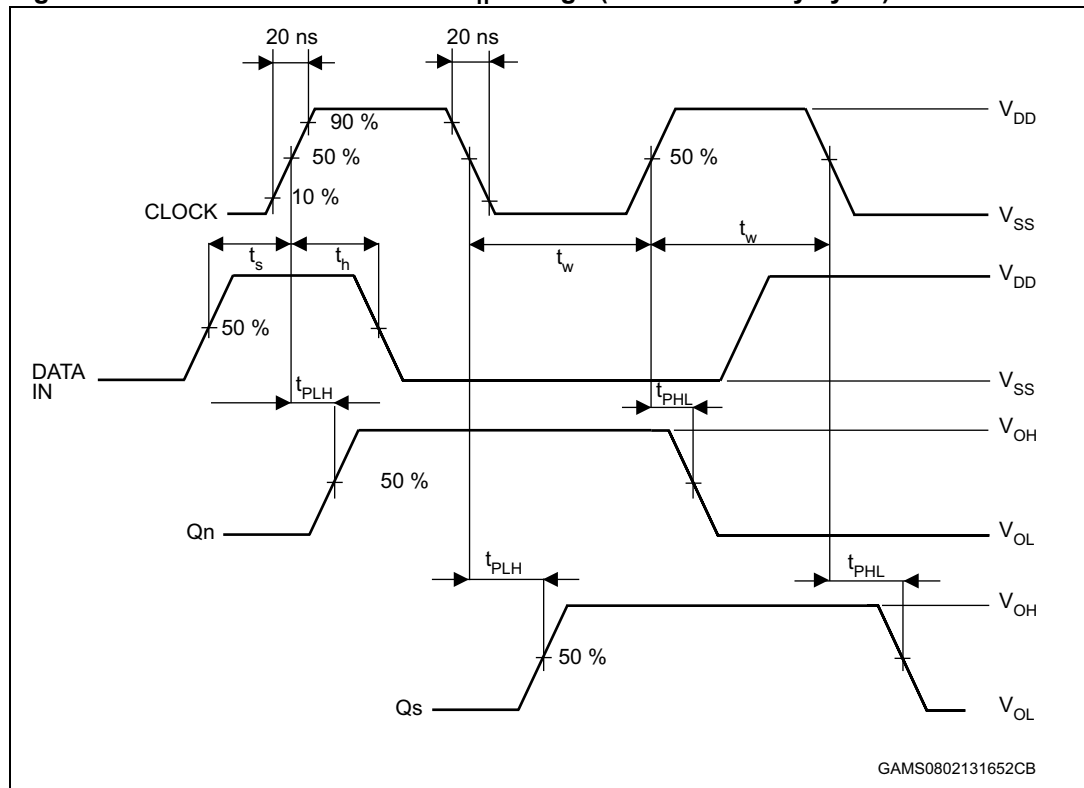 20 ns 20 ns
V_DD
90 %
50 % 50 %
10 %
CLOCK V_SS
t_s t_h t_w t_w
V_DD
50 %
DATA
IN
V_SS
t_PLH t_PHL
V_OH
50 %
Qn V_OL
t_PLH t_PHL
V_OH
50 %
Qs V_OL
GAMS0802131652CB